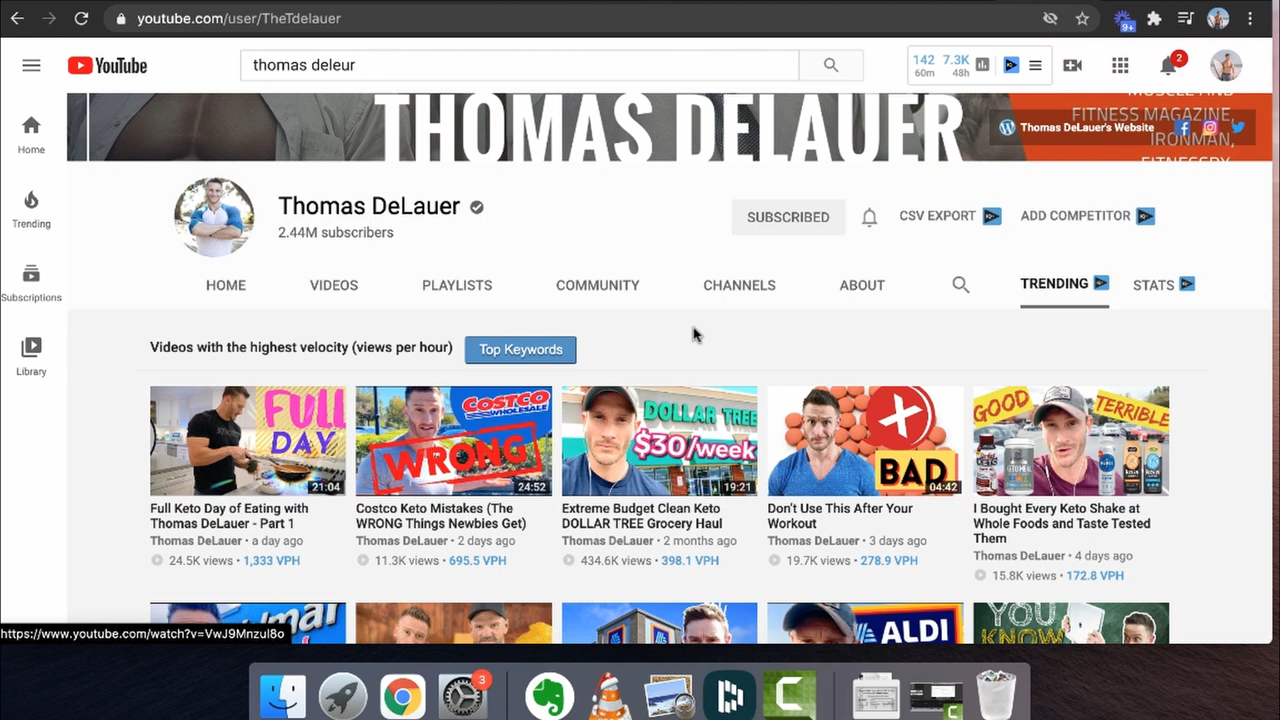 youtube.com/user/TheTdelauer
9+
YouTube
thomas deleur
142 7.3K
60m 48h
2
THOMAS DELAUER
MUSCLE AND
FITNESS MAGAZINE,
IRONMAN,
FITNESSRX
Thomas DeLauer's Website
Home
Trending
Subscriptions
Library
Thomas DeLauer
2.44M subscribers
SUBSCRIBED
CSV EXPORT
ADD COMPETITOR
HOME VIDEOS PLAYLISTS COMMUNITY CHANNELS ABOUT TRENDING STATS
Videos with the highest velocity (views per hour) Top Keywords
FULL
DAY
21:04
Full Keto Day of Eating with
Thomas DeLauer - Part 1
Thomas DeLauer • a day ago
24.5K views • 1,333 VPH
COSTCO
WHOLESALE
WRONG
24:52
Costco Keto Mistakes (The
WRONG Things Newbies Get)
Thomas DeLauer • 2 days ago
11.3K views • 695.5 VPH
DOLLAR TREE
$30/week
19:21
Extreme Budget Clean Keto
DOLLAR TREE Grocery Haul
Thomas DeLauer • 2 months ago
434.6K views • 398.1 VPH
BAD
04:42
Don't Use This After Your
Workout
Thomas DeLauer • 3 days ago
19.7K views • 278.9 VPH
GOOD
TERRIBLE
KETO MEAL
I Bought Every Keto Shake at
Whole Foods and Taste Tested
Them
Thomas DeLauer • 4 days ago
15.8K views • 172.8 VPH
ALDI
YOU
KNOW
https://www.youtube.com/watch?v=VwJ9Mnzul8o
3